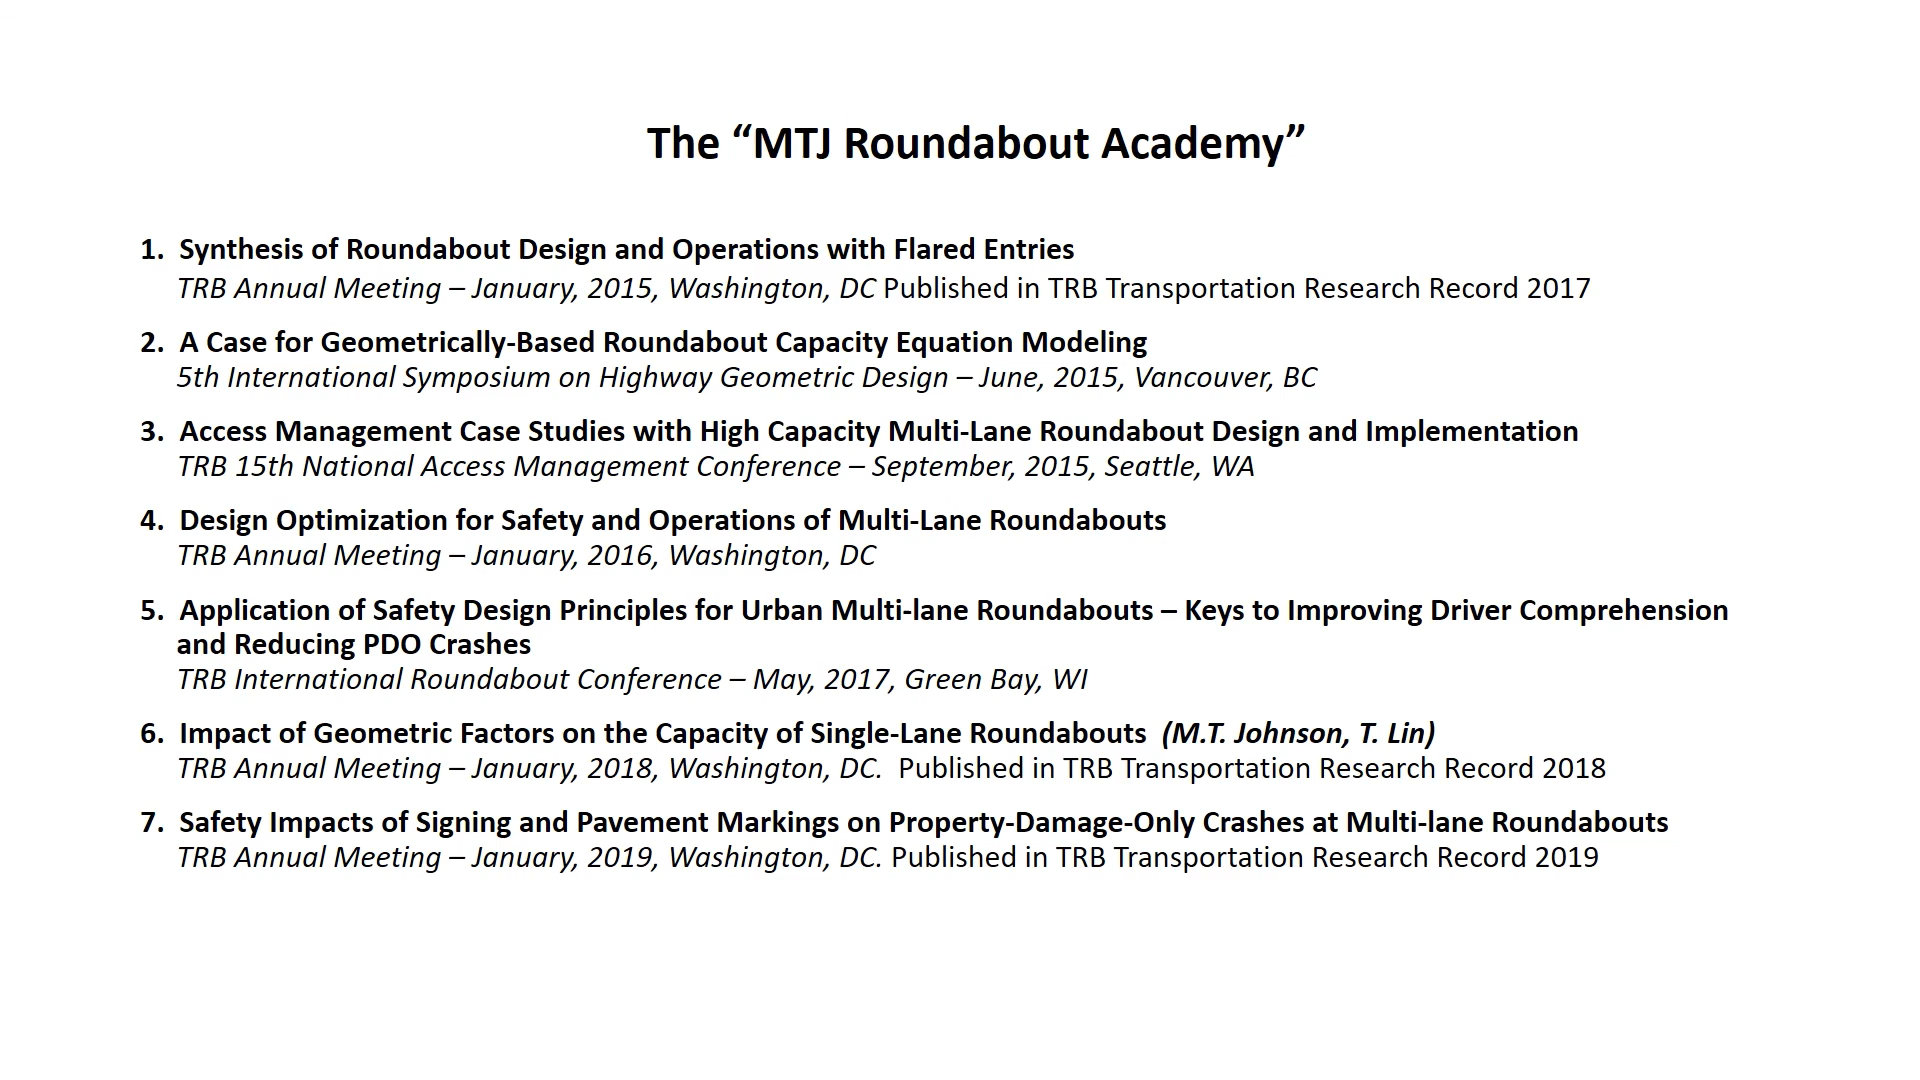 The “MTJ Roundabout Academy”
1. Synthesis of Roundabout Design and Operations with Flared Entries
TRB Annual Meeting – January, 2015, Washington, DC Published in TRB Transportation Research Record 2017
2. A Case for Geometrically-Based Roundabout Capacity Equation Modeling
5th International Symposium on Highway Geometric Design – June, 2015, Vancouver, BC
3. Access Management Case Studies with High Capacity Multi-Lane Roundabout Design and Implementation
TRB 15th National Access Management Conference – September, 2015, Seattle, WA
4. Design Optimization for Safety and Operations of Multi-Lane Roundabouts
TRB Annual Meeting – January, 2016, Washington, DC
5. Application of Safety Design Principles for Urban Multi-lane Roundabouts – Keys to Improving Driver Comprehension
and Reducing PDO Crashes
TRB International Roundabout Conference – May, 2017, Green Bay, WI
6. Impact of Geometric Factors on the Capacity of Single-Lane Roundabouts (M.T. Johnson, T. Lin)
TRB Annual Meeting – January, 2018, Washington, DC. Published in TRB Transportation Research Record 2018
7. Safety Impacts of Signing and Pavement Markings on Property-Damage-Only Crashes at Multi-lane Roundabouts
TRB Annual Meeting – January, 2019, Washington, DC. Published in TRB Transportation Research Record 2019